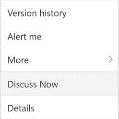 Version history
Alert me
More
Discuss Now
Details